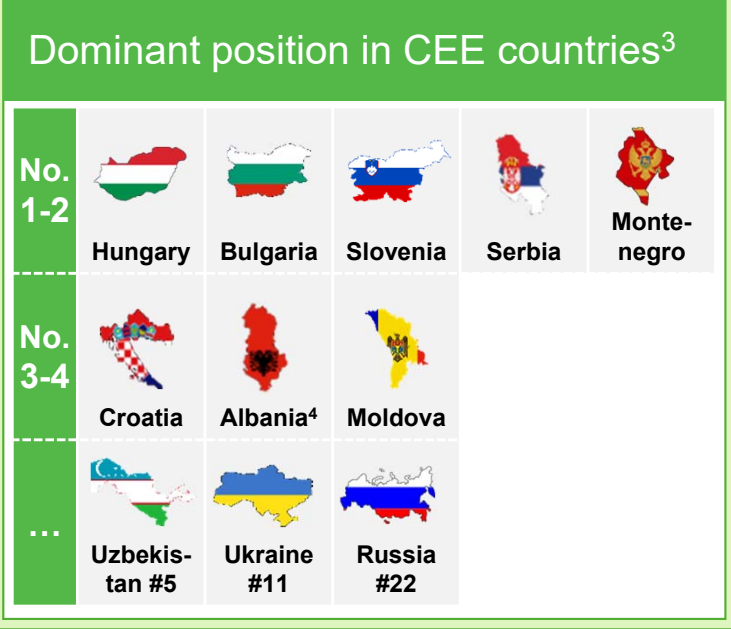 Dominant position in CEE countries³
No.
1-2
Hungary
Bulgaria
Slovenia
Serbia
Monte-
negro
No.
3-4
Croatia
Albania⁴
Moldova
...
Uzbekis-
tan #5
Ukraine
#11
Russia
#22